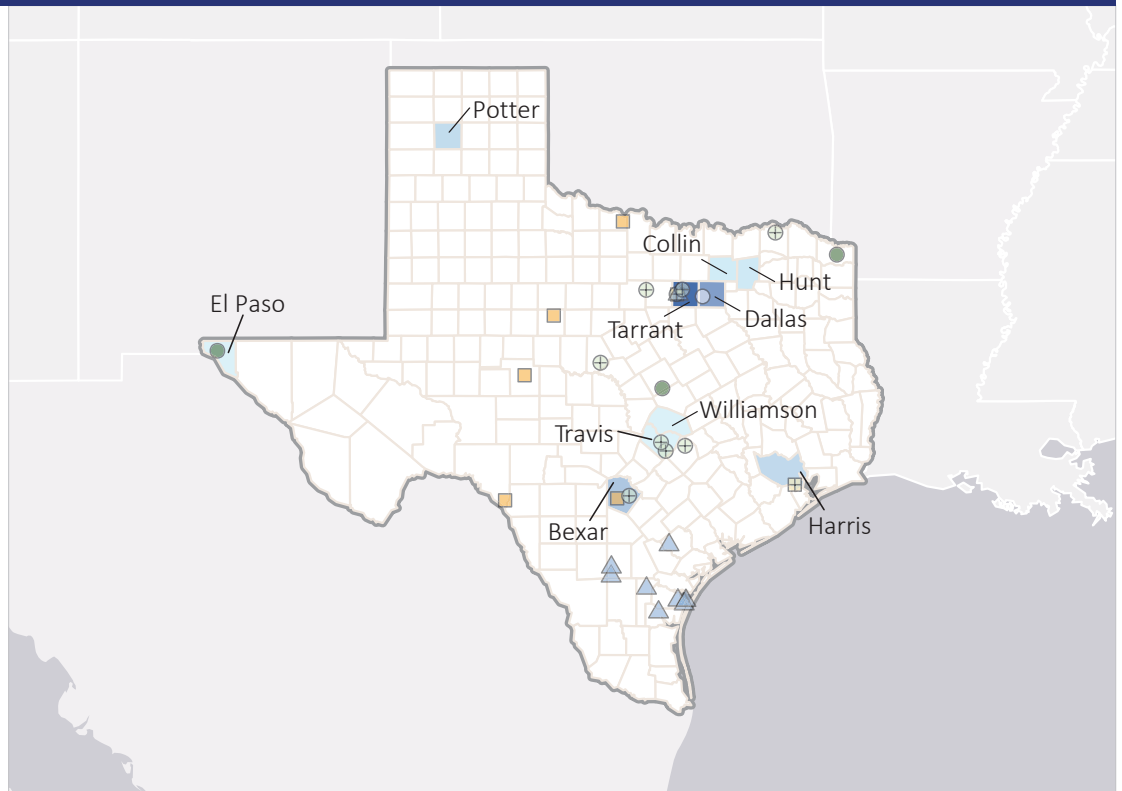 Potter
Collin
Hunt
El Paso
Dallas
Tarrant
Williamson
Travis
Harris
Bexar